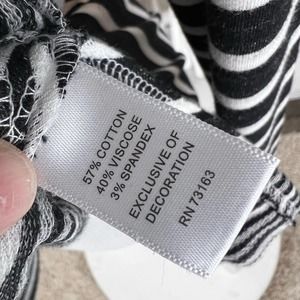 57% COTTON
40% VISCOSE
3% SPANDEX
EXCLUSIVE OF
DECORATION
RN 73163